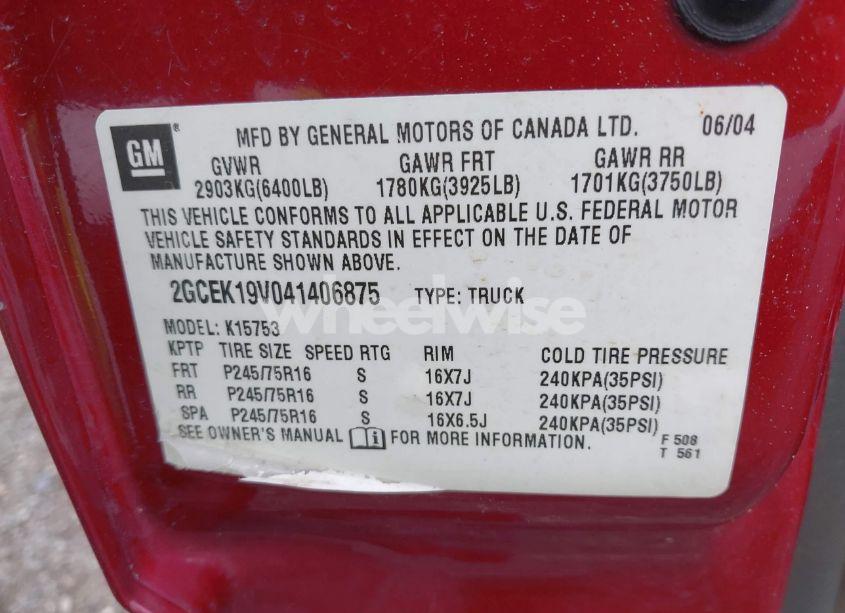 GM ® MFD BY GENERAL MOTORS OF CANADA LTD. 06/04
GVWR GAWR FRT GAWR RR
2903KG(6400LB) 1780KG(3925LB) 1701KG(3750LB)
THIS VEHICLE CONFORMS TO ALL APPLICABLE U.S. FEDERAL MOTOR
VEHICLE SAFETY STANDARDS IN EFFECT ON THE DATE OF
MANUFACTURE SHOWN ABOVE.
2GCEK19V041406875 TYPE: TRUCK
wheelwise
MODEL: K15753
KPTP TIRE SIZE SPEED RTG RIM COLD TIRE PRESSURE
FRT P245/75R16 S 16X7J 240KPA(35PSI)
RR P245/75R16 S 16X7J 240KPA(35PSI)
SPA P245/75R16 S 16X6.5J 240KPA(35PSI)
SEE OWNER'S MANUAL i FOR MORE INFORMATION. F 508
T 561